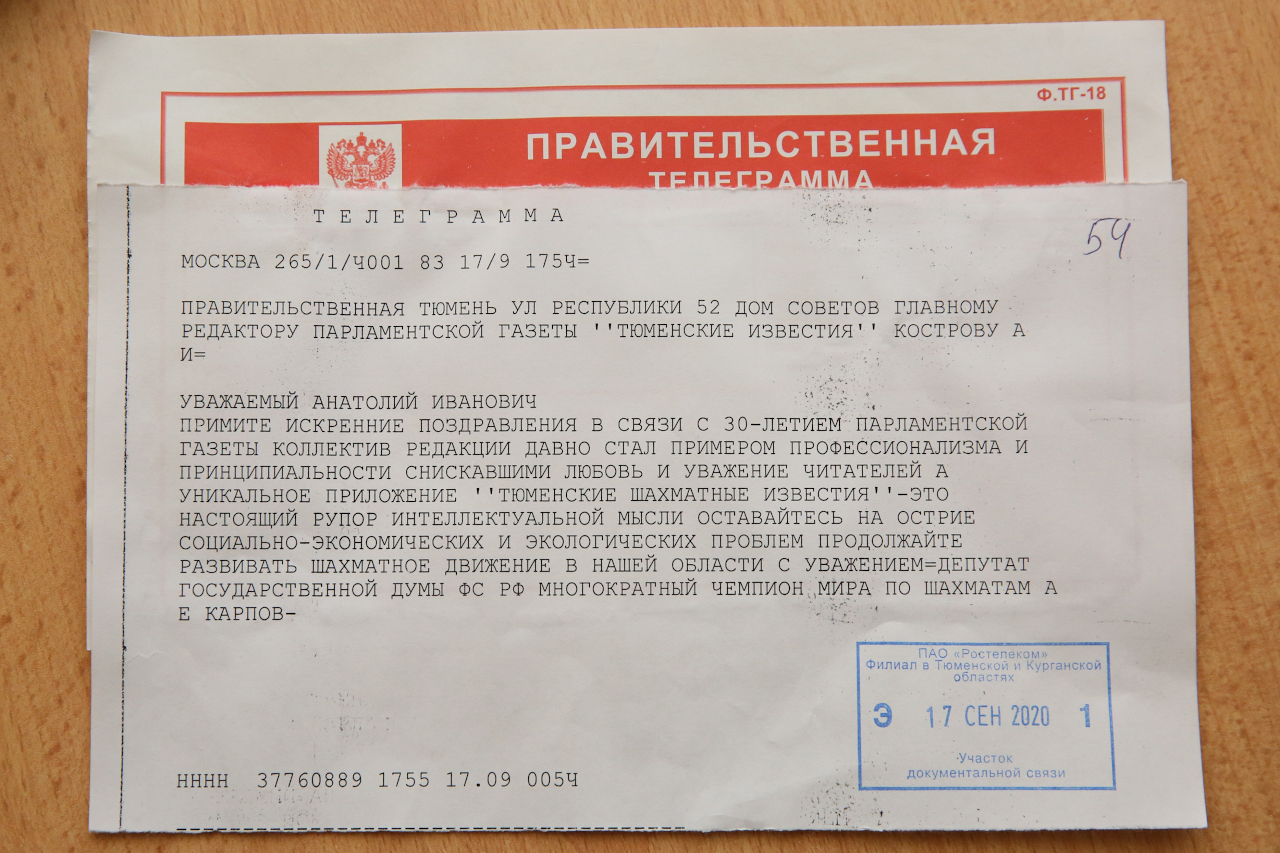 Ф.ТГ-18
ПРАВИТЕЛЬСТВЕННАЯ
ТЕЛЕГРАММА
ТЕЛЕГРАММА
54
МОСКВА 265/1/Ч001 83 17/9 175Ч=
ПРАВИТЕЛЬСТВЕННАЯ ТЮМЕНЬ УЛ РЕСПУБЛИКИ 52 ДОМ СОВЕТОВ ГЛАВНОМУ
РЕДАКТОРУ ПАРЛАМЕНТСКОЙ ГАЗЕТЫ ''ТЮМЕНСКИЕ ИЗВЕСТИЯ'' КОСТРОВУ А
И=
УВАЖАЕМЫЙ АНАТОЛИЙ ИВАНОВИЧ
ПРИМИТЕ ИСКРЕННИЕ ПОЗДРАВЛЕНИЯ В СВЯЗИ С 30-ЛЕТИЕМ ПАРЛАМЕНТСКОЙ
ГАЗЕТЫ КОЛЛЕКТИВ РЕДАКЦИИ ДАВНО СТАЛ ПРИМЕРОМ ПРОФЕССИОНАЛИЗМА И
ПРИНЦИПИАЛЬНОСТИ СНИСКАВШИМИ ЛЮБОВЬ И УВАЖЕНИЕ ЧИТАТЕЛЕЙ А
УНИКАЛЬНОЕ ПРИЛОЖЕНИЕ ''ТЮМЕНСКИЕ ШАХМАТНЫЕ ИЗВЕСТИЯ''-ЭТО
НАСТОЯЩИЙ РУПОР ИНТЕЛЛЕКТУАЛЬНОЙ МЫСЛИ ОСТАВАЙТЕСЬ НА ОСТРИЕ
СОЦИАЛЬНО-ЭКОНОМИЧЕСКИХ И ЭКОЛОГИЧЕСКИХ ПРОБЛЕМ ПРОДОЛЖАЙТЕ
РАЗВИВАТЬ ШАХМАТНОЕ ДВИЖЕНИЕ В НАШЕЙ ОБЛАСТИ С УВАЖЕНИЕМ=ДЕПУТАТ
ГОСУДАРСТВЕННОЙ ДУМЫ ФС РФ МНОГОКРАТНЫЙ ЧЕМПИОН МИРА ПО ШАХМАТАМ А
Е КАРПОВ-
ПАО «Ростелеком»
Филиал в Тюменской и Курганской
областях
Э 17 СЕН 2020 1
Участок
документальной связи
НННН 37760889 1755 17.09 005Ч